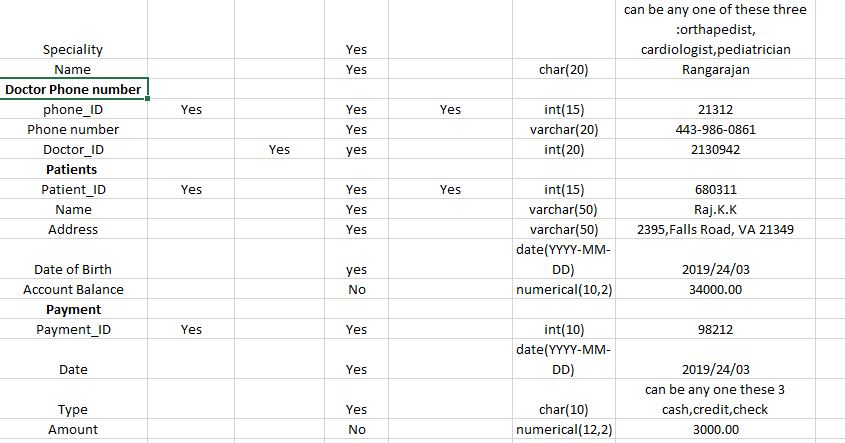 can be any one of these three
:orthapedist,
Speciality Yes cardiologist,pediatrician
Name Yes char(20) Rangarajan
Doctor Phone number
phone_ID Yes Yes Yes int(15) 21312
Phone number Yes varchar(20) 443-986-0861
Doctor_ID Yes yes int(20) 2130942
Patients
Patient_ID Yes Yes Yes int(15) 680311
Name Yes varchar(50) Raj.K.K
Address Yes varchar(50) 2395,Falls Road, VA 21349
date(YYYY-MM-
Date of Birth yes DD) 2019/24/03
Account Balance No numerical(10,2) 34000.00
Payment
Payment_ID Yes Yes int(10) 98212
date(YYYY-MM-
Date Yes DD) 2019/24/03
can be any one these 3
Type Yes char(10) cash,credit,check
Amount No numerical(12,2) 3000.00